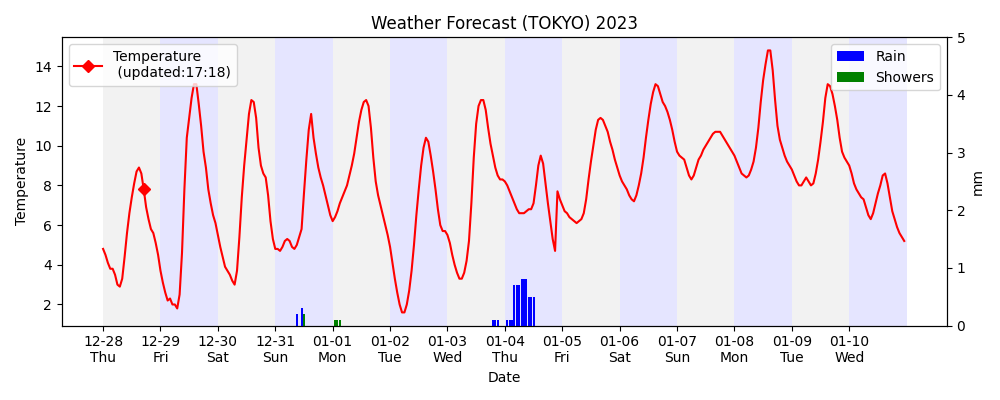 Weather Forecast (TOKYO) 2023
Temperature
(updated:17:18)
Rain
Showers
Temperature
14
12
10
8
6
4
2
5
4
3
2
1
0
mm
12-28 12-29 12-30 12-31 01-01 01-02 01-03 01-04 01-05 01-06 01-07 01-08 01-09 01-10
Thu Fri Sat Sun Mon Tue Wed Thu Fri Sat Sun Mon Tue Wed
Date